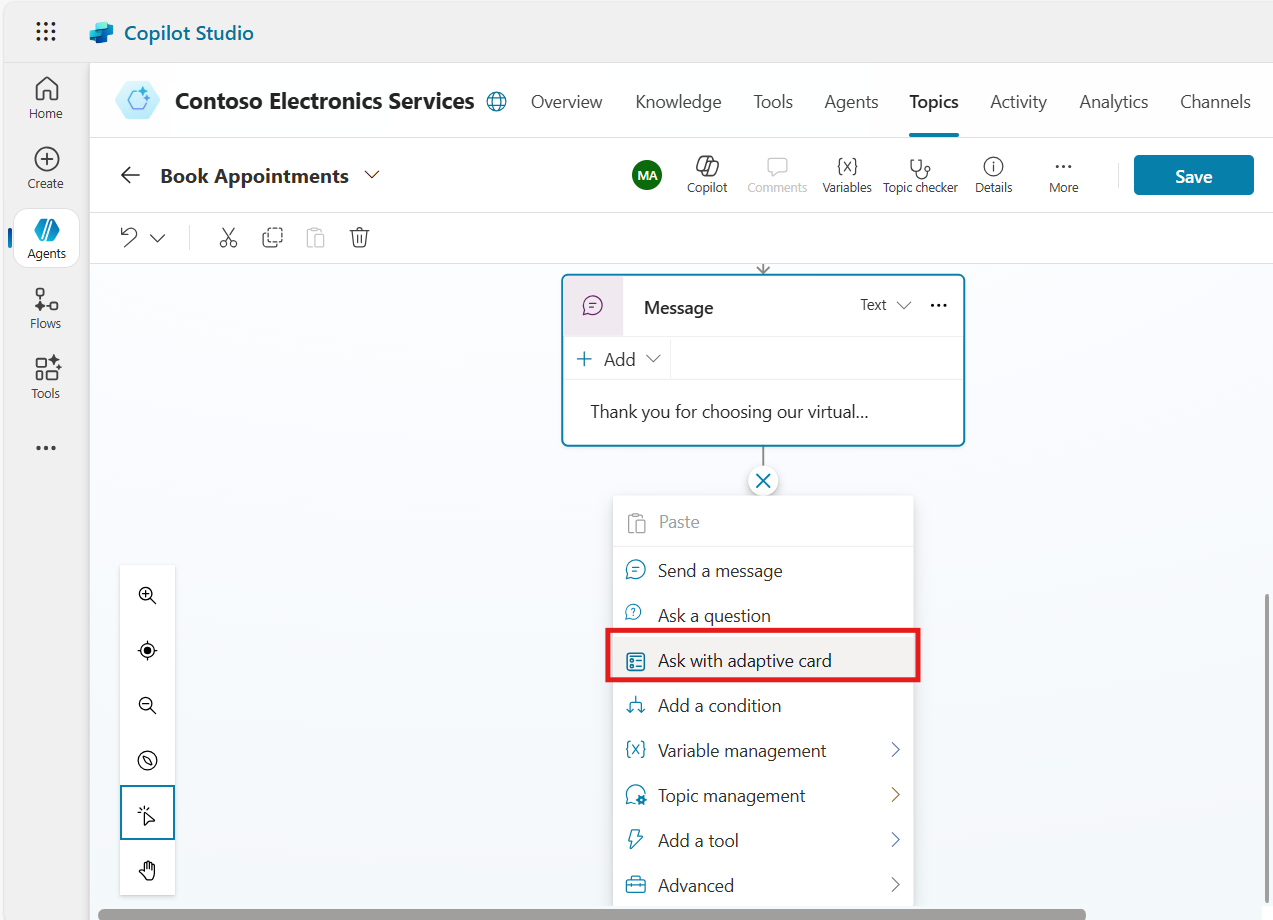 Copilot Studio
Home
Create
Agents
Flows
Tools
Contoso Electronics Services
Overview
Knowledge
Tools
Agents
Topics
Activity
Analytics
Channels
Book Appointments
MA
Copilot
Comments
{x}
Variables
Topic checker
Details
More
Save
Message
Text
Add
Thank you for choosing our virtual...
Paste
Send a message
Ask a question
Ask with adaptive card
Add a condition
{x} Variable management
Topic management
Add a tool
Advanced